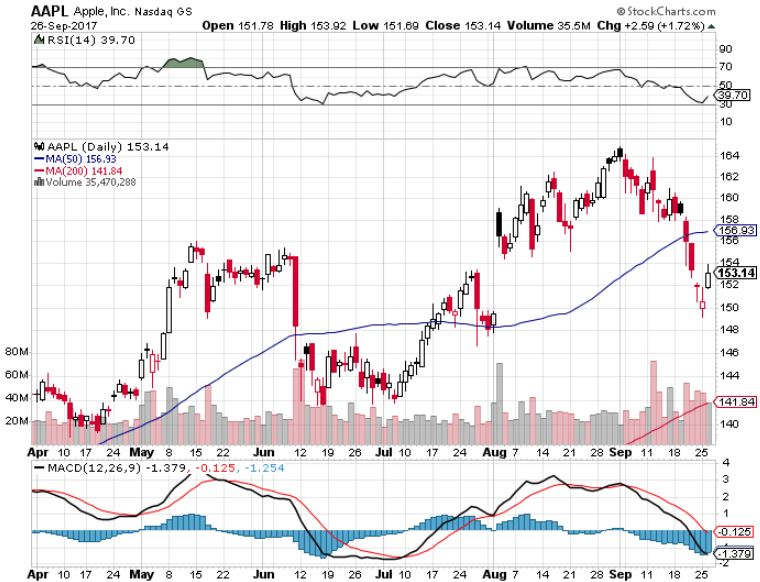 AAPL Apple, Inc. Nasdaq GS © StockCharts.com
26-Sep-2017 Open 151.78 High 153.92 Low 151.69 Close 153.14 Volume 35.5M Chg +2.59 (+1.72%)
RSI(14) 39.70
90
70
50
39.70
30
10
AAPL (Daily) 153.14
MA(50) 156.93
MA(200) 141.84
Volume 35,470,288
164
162
160
158
156.93
156
154
153.14
152
150
148
146
144
141.84
140
80M
60M
40M
20M
Apr 10 17 24 May 8 15 22 Jun 12 19 26 Jul 10 17 24 Aug 7 14 21 28 Sep 11 18 25
MACD(12,26,9) -1.379, -0.125, -1.254
4
3
2
1
-0.125
-1.379
-2
Apr 10 17 24 May 8 15 22 Jun 12 19 26 Jul 10 17 24 Aug 7 14 21 28 Sep 11 18 25